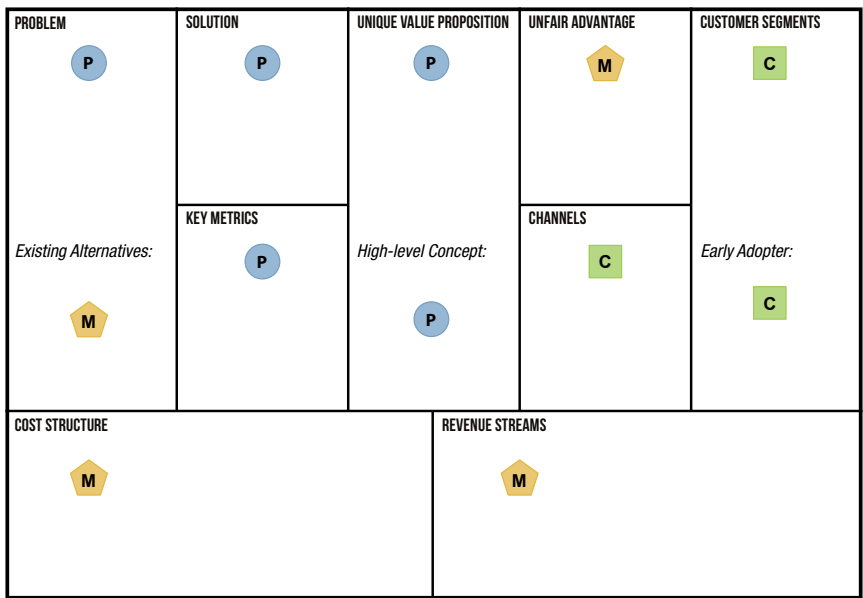 PROBLEM
P
Existing Alternatives:
M
SOLUTION
P
KEY METRICS
P
UNIQUE VALUE PROPOSITION
P
High-level Concept:
P
UNFAIR ADVANTAGE
M
CHANNELS
C
CUSTOMER SEGMENTS
C
Early Adopter:
C
COST STRUCTURE
M
REVENUE STREAMS
M